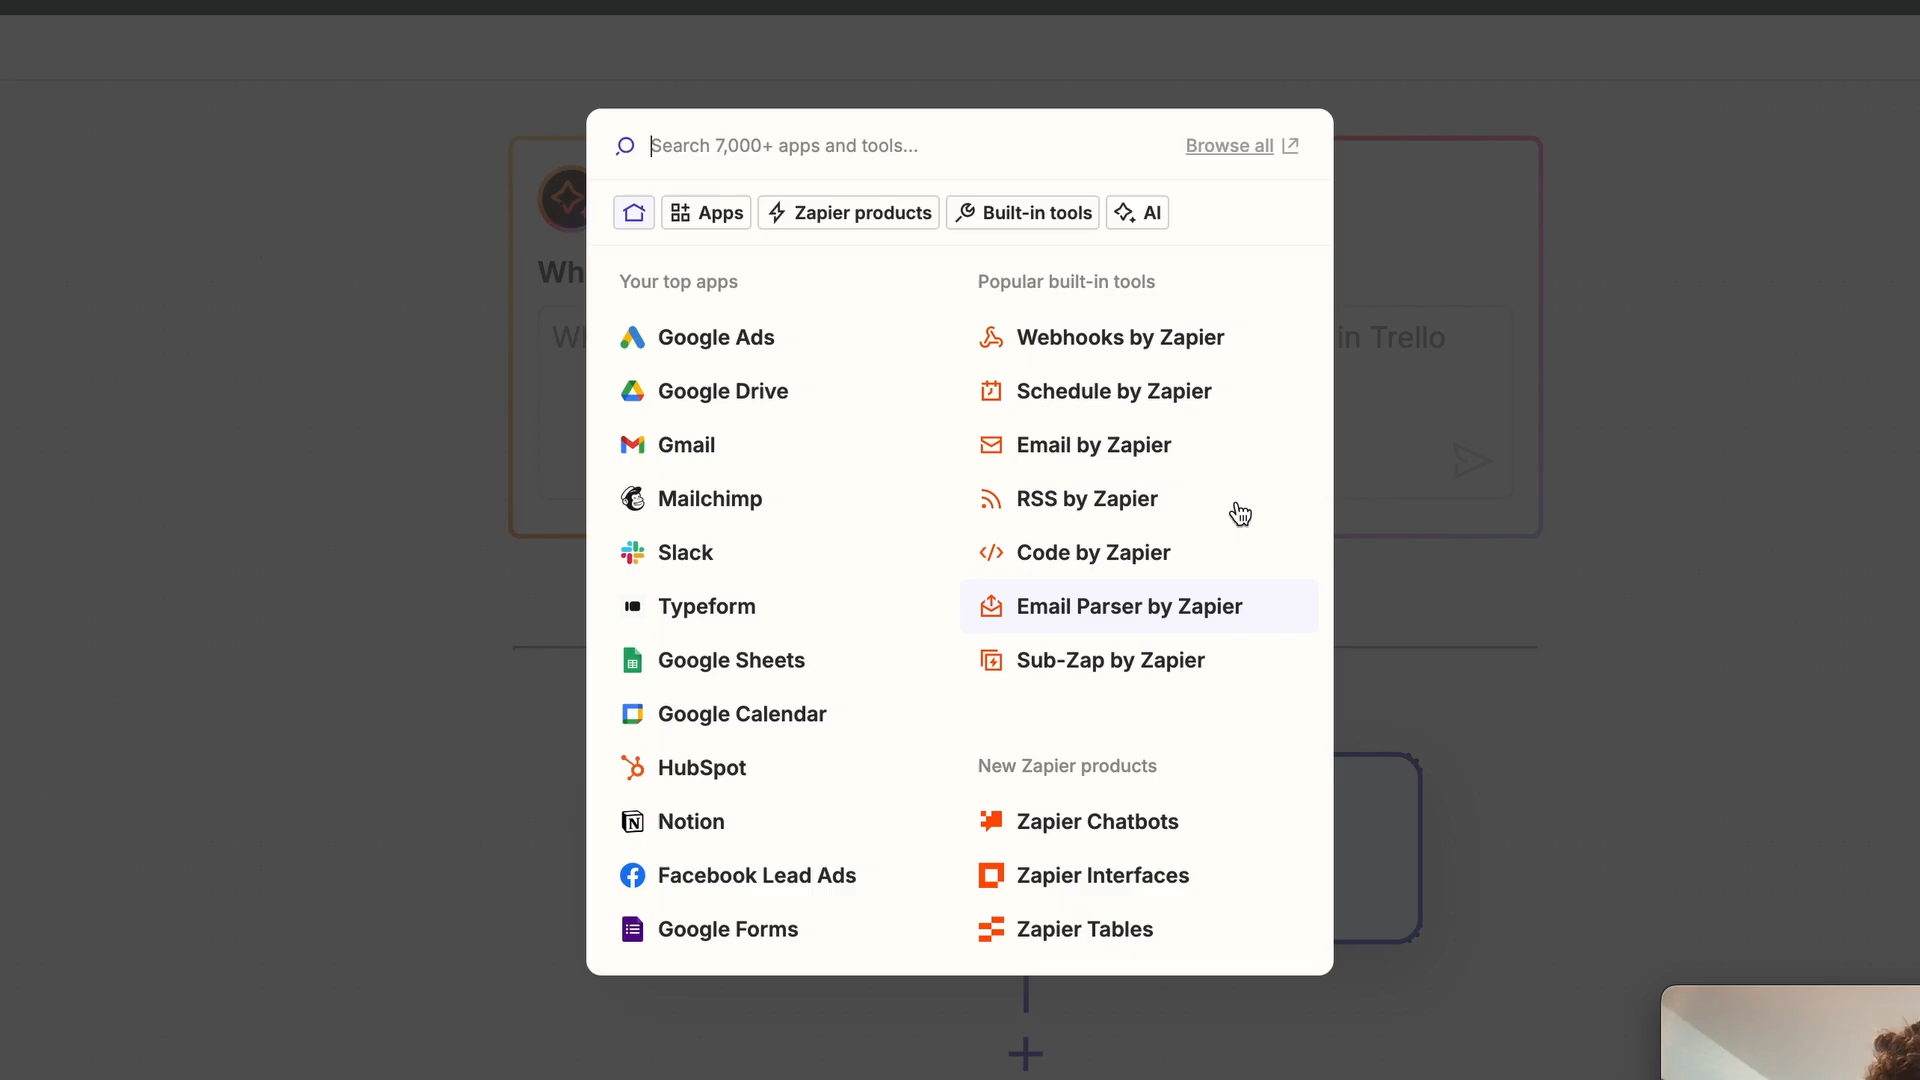 Search 7,000+ apps and tools...
Browse all
Apps
Zapier products
Built-in tools
AI
Wh
Wh
in Trello
Your top apps
Google Ads
Google Drive
Gmail
Mailchimp
Slack
Typeform
Google Sheets
Google Calendar
HubSpot
Notion
Facebook Lead Ads
Google Forms
Popular built-in tools
Webhooks by Zapier
Schedule by Zapier
Email by Zapier
RSS by Zapier
Code by Zapier
Email Parser by Zapier
Sub-Zap by Zapier
New Zapier products
Zapier Chatbots
Zapier Interfaces
Zapier Tables